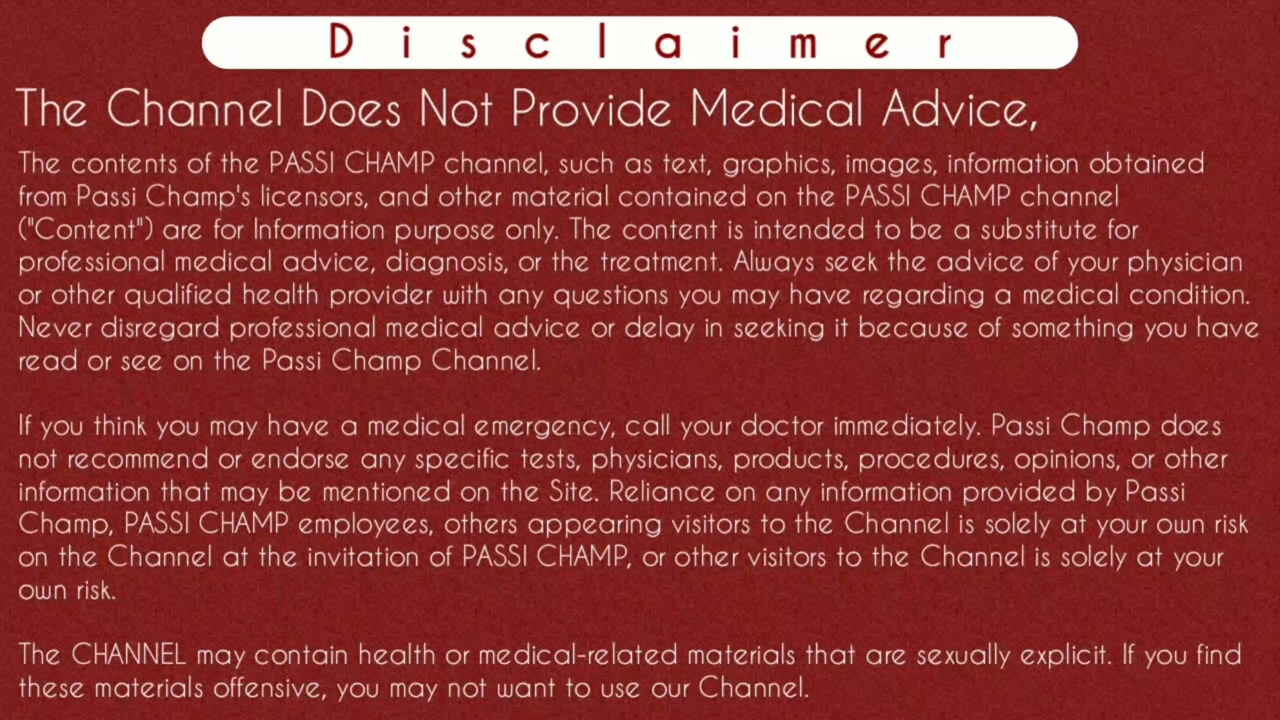 Disclaimer
The Channel Does Not Provide Medical Advice,
The contents of the PASSI CHAMP channel, such as text, graphics, images, information obtained
from Passi Champ's licensors, and other material contained on the PASSI CHAMP channel
("Content") are for Information purpose only. The content is intended to be a substitute for
professional medical advice, diagnosis, or the treatment. Always seek the advice of your physician
or other qualified health provider with any questions you may have regarding a medical condition.
Never disregard professional medical advice or delay in seeking it because of something you have
read or see on the Passi Champ Channel.
If you think you may have a medical emergency, call your doctor immediately. Passi Champ does
not recommend or endorse any specific tests, physicians, products, procedures, opinions, or other
information that may be mentioned on the Site. Reliance on any information provided by Passi
Champ, PASSI CHAMP employees, others appearing visitors to the Channel is solely at your own risk
on the Channel at the invitation of PASSI CHAMP, or other visitors to the Channel is solely at your
own risk.
The CHANNEL may contain health or medical-related materials that are sexually explicit. If you find
these materials offensive, you may not want to use our Channel.